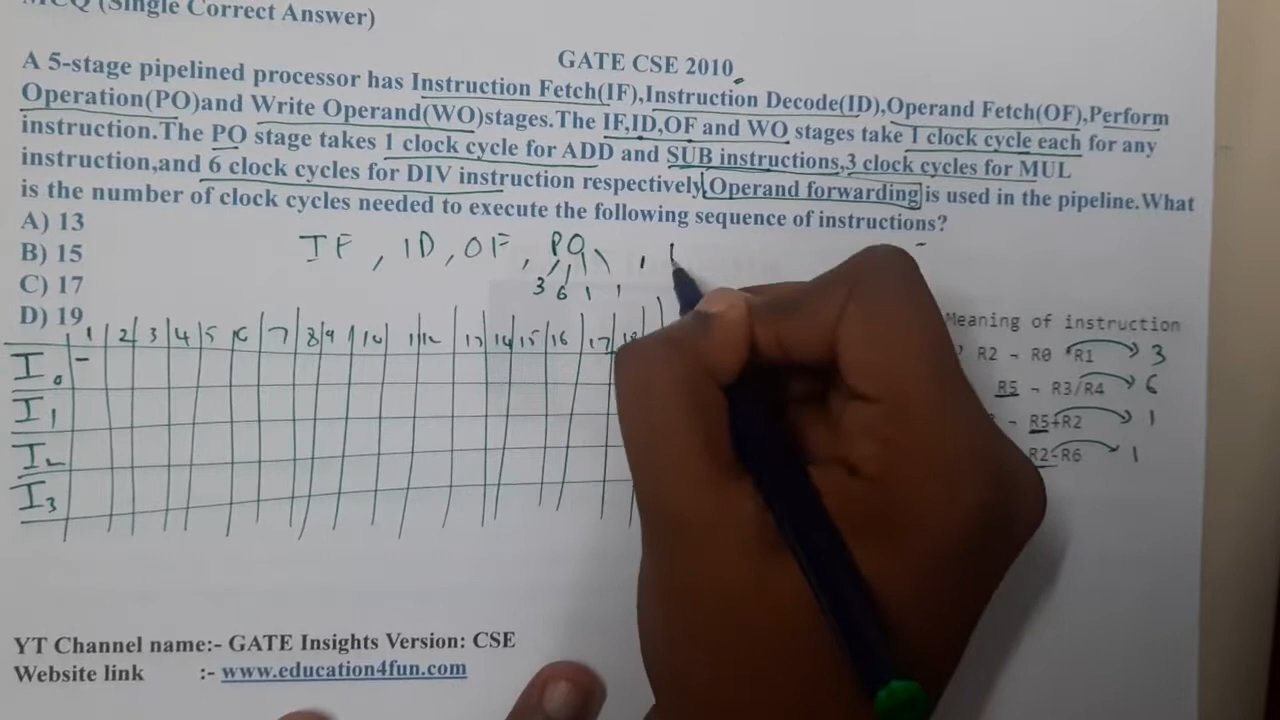 MCQ (Single Correct Answer)
GATE CSE 2010
A 5-stage pipelined processor has Instruction Fetch(IF),Instruction Decode(ID),Operand Fetch(OF),Perform
Operation(PO)and Write Operand(WO)stages.The IF,ID,OF and WO stages take 1 clock cycle each for any
instruction.The PO stage takes 1 clock cycle for ADD and SUB instructions,3 clock cycles for MUL
instruction,and 6 clock cycles for DIV instruction respectively.Operand forwarding is used in the pipeline.What
is the number of clock cycles needed to execute the following sequence of instructions?
A) 13
B) 15
C) 17
D) 19
IF, ID, OF, PO,
3 6 1 1
1 2 3 4 5 6 7 8 9 10 11 12 13 14 15 16 17 18
I0
I1
I2
I3
Meaning of instruction
R2 ← R0 *R1 3
R5 ← R3/R4 6
← R5+R2 1
R2-R6 1
YT Channel name:- GATE Insights Version: CSE
Website link :- www.education4fun.com